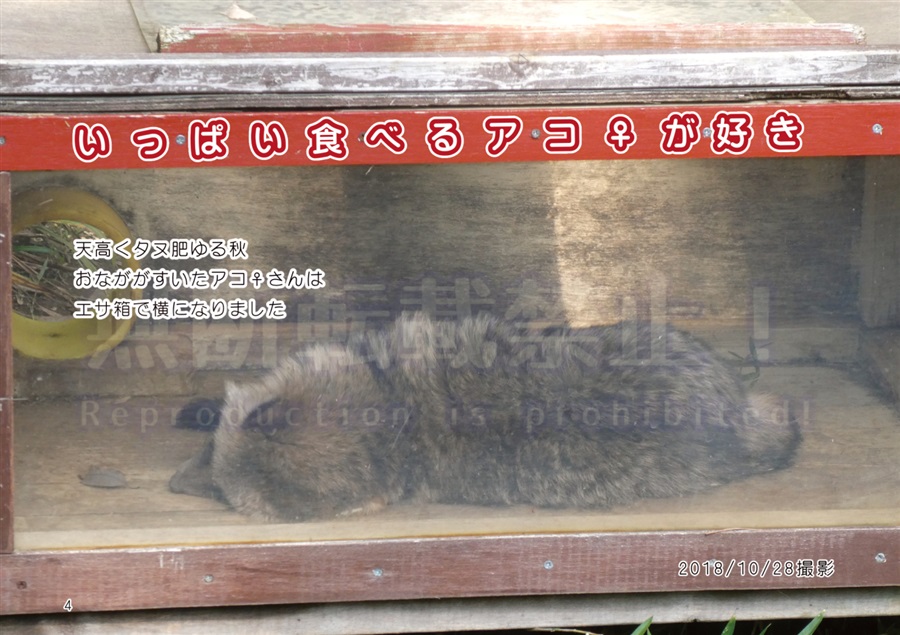 いっぱい食べるアコ♀が好き
天高くタヌ肥ゆる秋
おながすいたアコ♀さんは
エサ箱で横になりました
無断転載禁止！
Reproduction is prohibited!
2018/10/28撮影
4